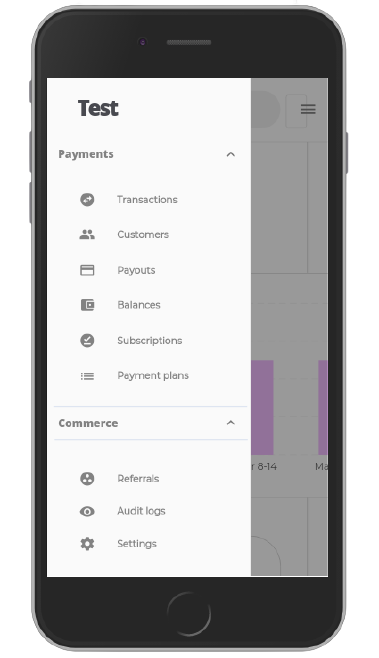 Test
Payments
Transactions
Customers
Payouts
Balances
Subscriptions
Payment plans
Commerce
r 8-14
Ma
Referrals
Audit logs
Settings